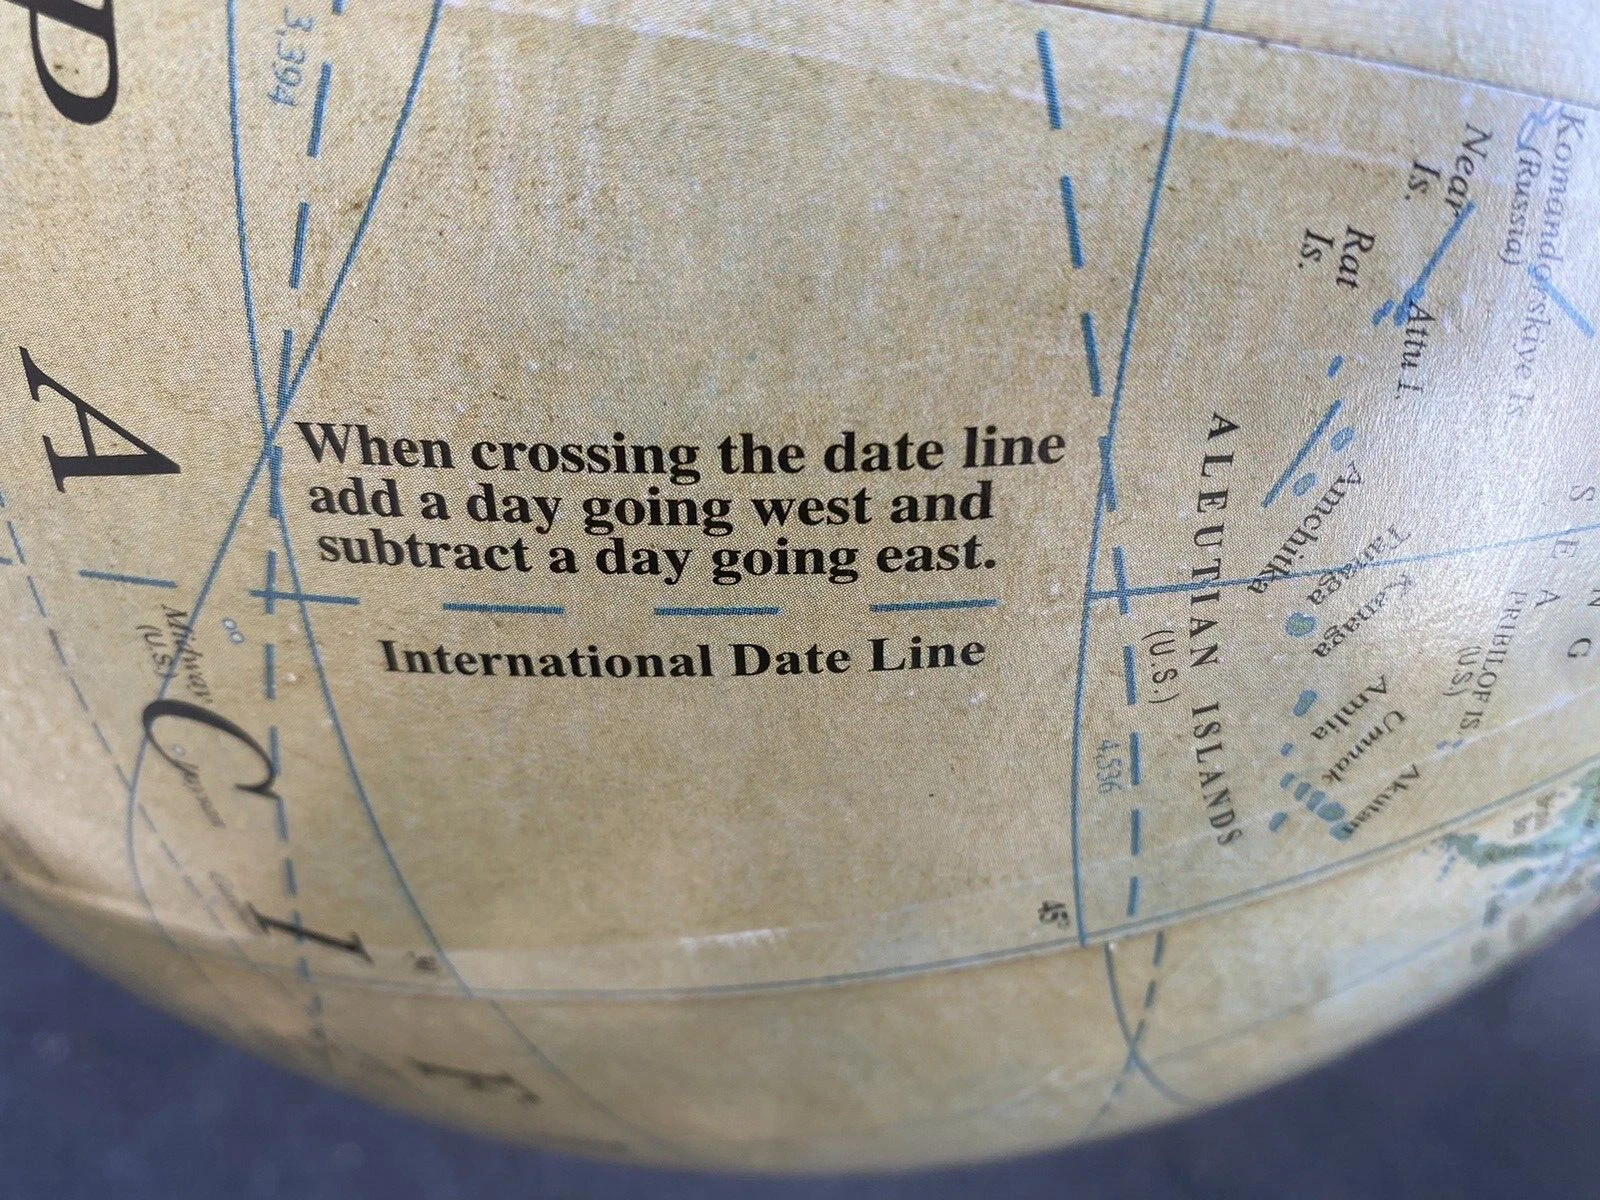 When crossing the date line
add a day going west and
subtract a day going east.
International Date Line
P
A
C
I
F
3,394
Midway
(U.S)
ALEUTIAN ISLANDS
(U.S.)
4,536
45°
Near
Is.
Rat
Is.
Attu I.
Komandorskiye Is.
(Russia)
Amchitka
Tanaga
Kanaga
Amlia
Umnak
Akutan
PRIBILOF IS
(U.S)
S E A
N G